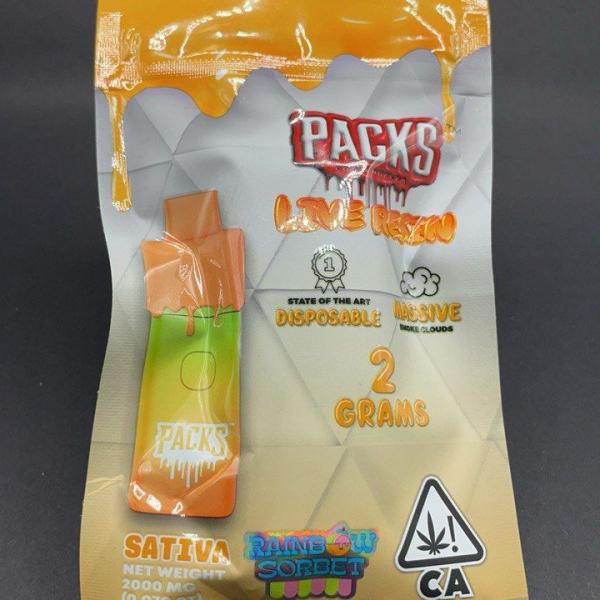 PACKS
LIVE RESIN
1
STATE OF THE ART
DISPOSABLE
MASSIVE
SMOKE CLOUDS
2
GRAMS
PACKS
SATIVA
NET WEIGHT
2000 MG
RAINBOW
SORBET
!
CA